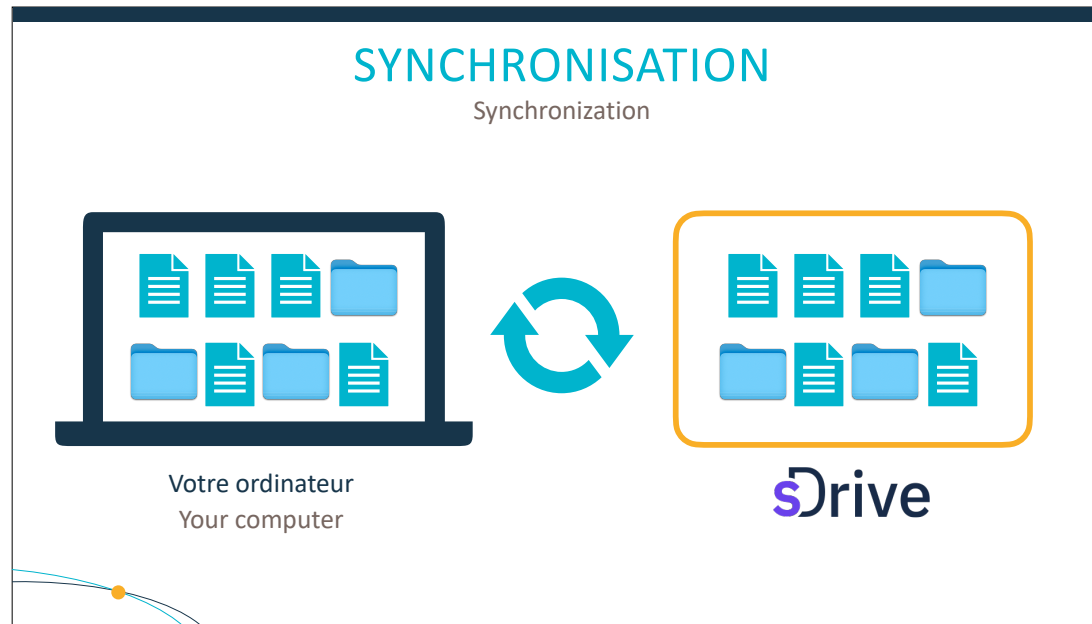 SYNCHRONISATION
Synchronization
Votre ordinateur
Your computer
sDrive